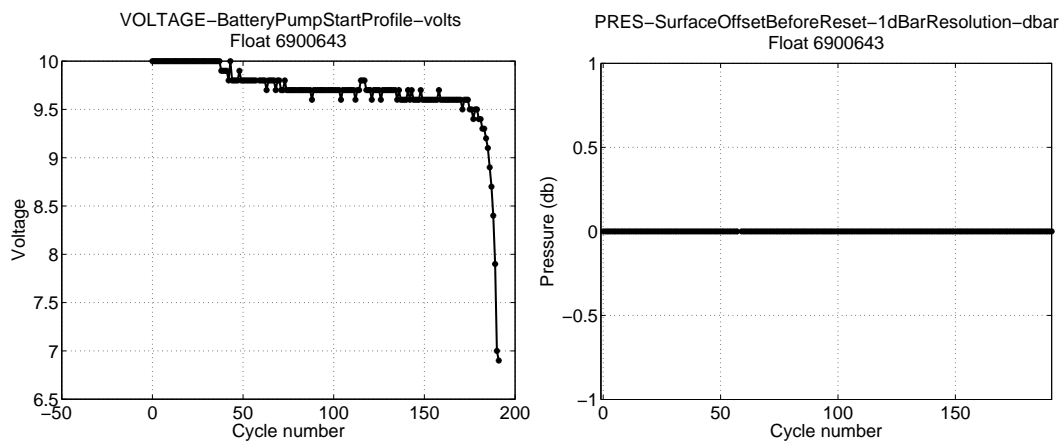 VOLTAGE−BatteryPumpStartProfile−volts
Float 6900643
10
9.5
9
8.5
8
7.5
7
6.5
Voltage
−50
0
50
100
150
200
Cycle number
PRES−SurfaceOffsetBeforeReset−1dBarResolution−dbar
Float 6900643
1
0.5
0
−0.5
−1
Pressure (db)
0
50
100
150
Cycle number